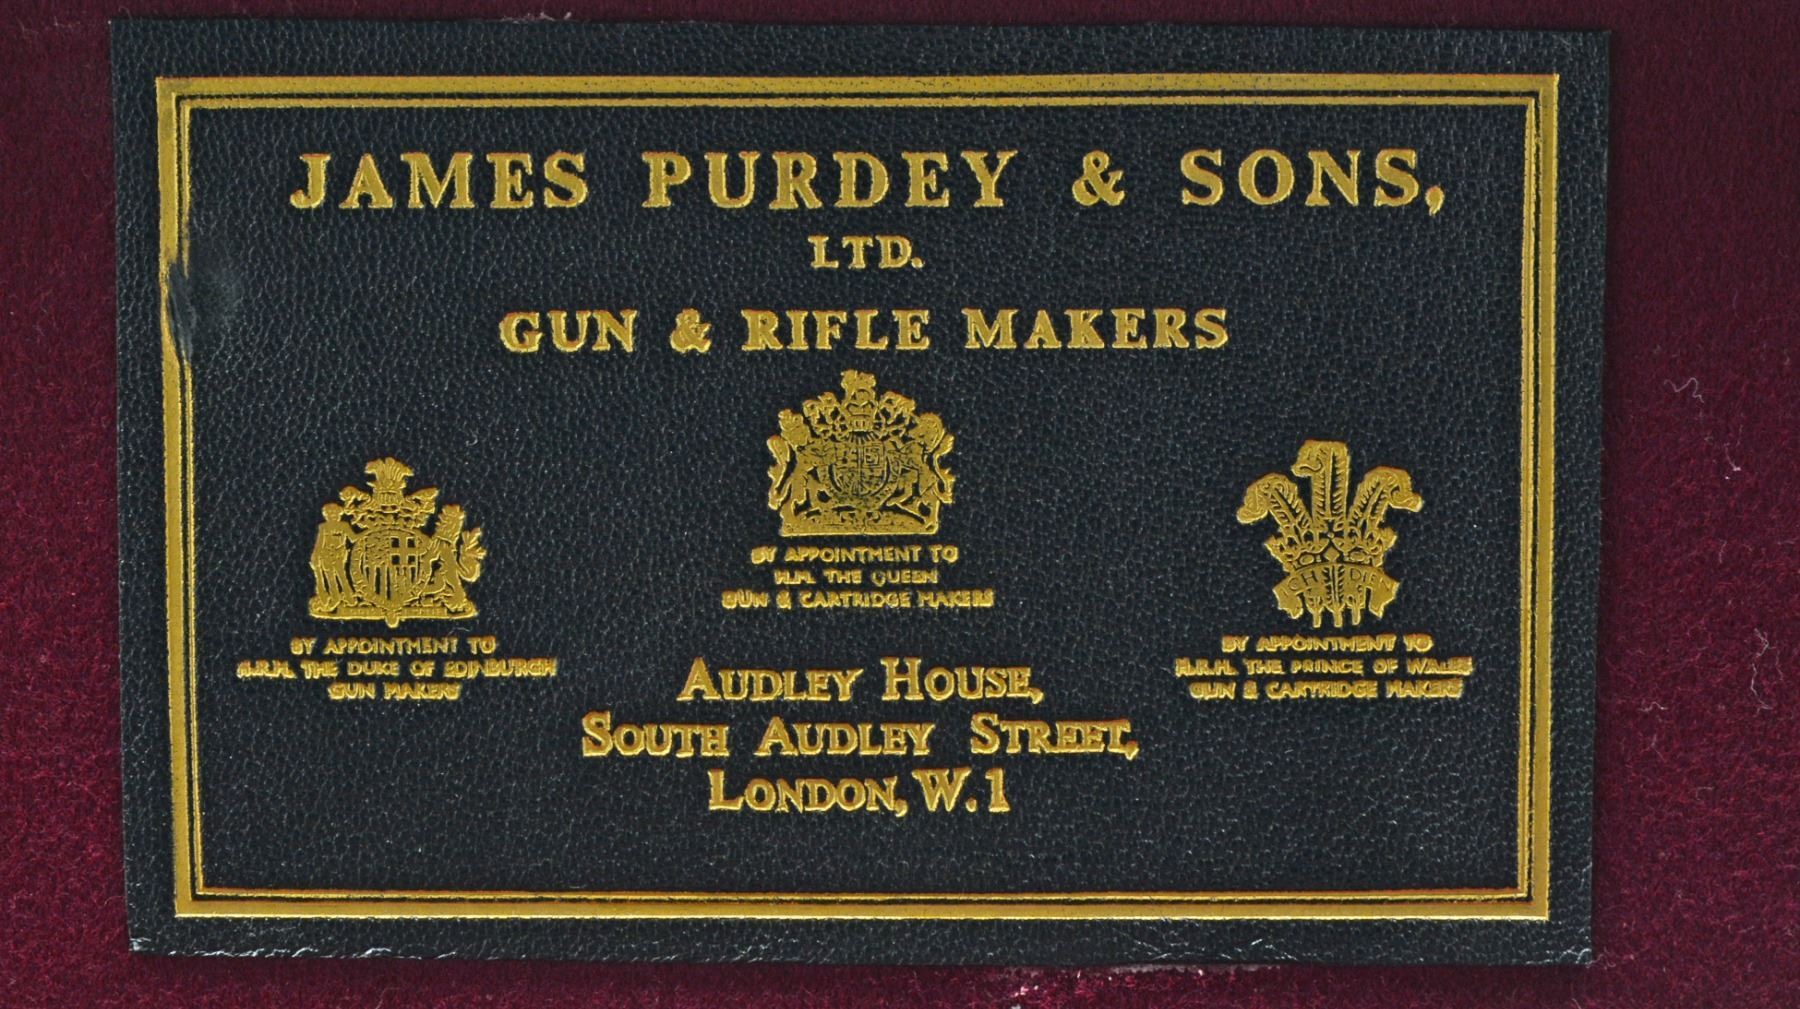 JAMES PURDEY & SONS,
LTD.
GUN & RIFLE MAKERS
BY APPOINTMENT TO
H.M. THE QUEEN
GUN & CARTRIDGE MAKERS
BY APPOINTMENT TO
H.R.H. THE DUKE OF EDINBURGH
GUN MAKERS
ICH DIEN
BY APPOINTMENT TO
H.R.H. THE PRINCE OF WALES
GUN & CARTRIDGE MAKERS
AUDLEY HOUSE,
SOUTH AUDLEY STREET,
LONDON, W.1